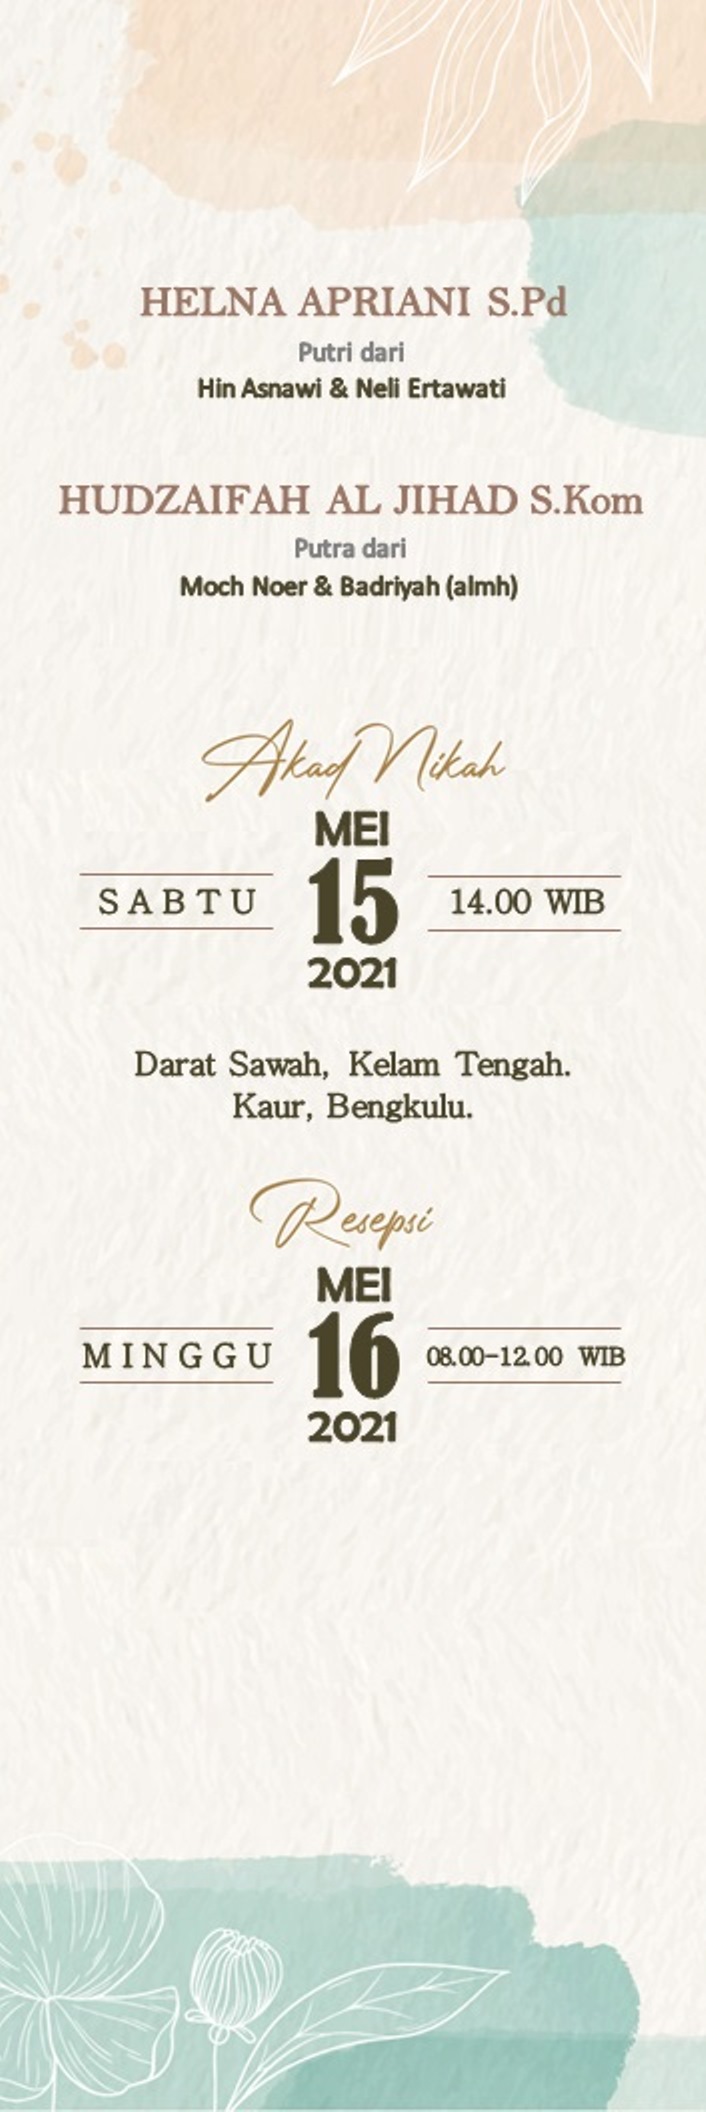 HELNA APRIANI S.Pd
Putri dari
Hin Asnawi & Neli Ertawati
HUDZAIFAH AL JIHAD S.Kom
Putra dari
Moch Noer & Badriyah (almh)
Akad Nikah
MEI
SABTU 15 14.00 WIB
2021
Darat Sawah, Kelam Tengah.
Kaur, Bengkulu.
Resepsi
MEI
MINGGU 16 08.00-12.00 WIB
2021